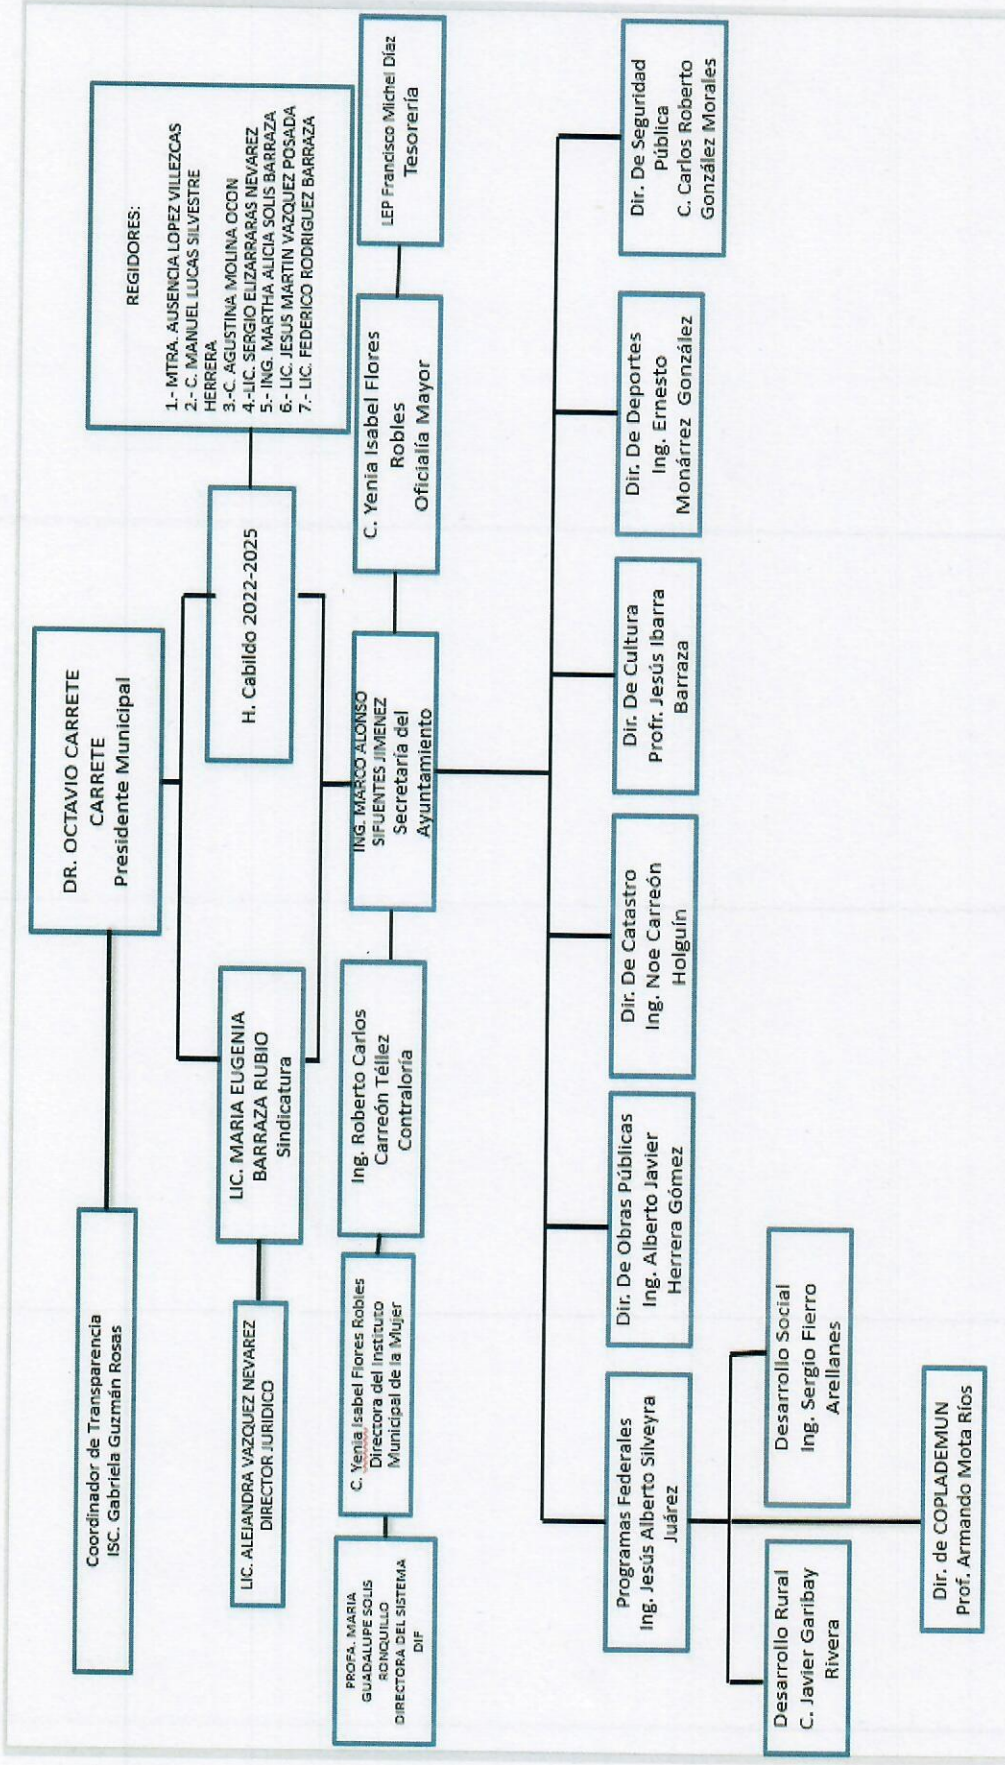 DR. OCTAVIO CARRETE
CARRETE
Presidente Municipal
Coordinador de Transparencia
ISC. Gabriela Guzmán Rosas
LIC. MARIA EUGENIA
BARRAZA RUBIO
Sindicatura
H. Cabildo 2022-2025
REGIDORES:
1.- MTRA. AUSENCIA LOPEZ VILLEZCAS
2.- C. MANUEL LUCAS SILVESTRE
HERRERA
3.-C. AGUSTINA MOLINA OCON
4.-LIC. SERGIO ELIZARRARAS NEVAREZ
5.- ING. MARTHA ALICIA SOLIS BARRAZA
6.- LIC. JESUS MARTIN VAZQUEZ POSADA
7.- LIC. FEDERICO RODRIGUEZ BARRAZA
LIC. ALEJANDRA VAZQUEZ NEVAREZ
DIRECTOR JURIDICO
PROFA. MARIA
GUADALUPE SOLIS
RONQUILLO
DIRECTORA DEL SISTEMA
DIF
C. Yenia Isabel Flores Robles
Directora del Instituto
Municipal de la Mujer
Ing. Roberto Carlos
Carreón Téllez
Contraloría
ING. MARCO ALONSO
SIFUENTES JIMENEZ
Secretaría del
Ayuntamiento
C. Yenia Isabel Flores
Robles
Oficialía Mayor
LEP Francisco Michel Díaz
Tesorería
Programas Federales
Ing. Jesús Alberto Silveyra
Juárez
Dir. De Obras Públicas
Ing. Alberto Javier
Herrera Gómez
Dir. De Catastro
Ing. Noe Carreón
Holguín
Dir. De Cultura
Profr. Jesús Ibarra
Barraza
Dir. De Deportes
Ing. Ernesto
Monárrez González
Dir. De Seguridad
Pública
C. Carlos Roberto
González Morales
Desarrollo Rural
C. Javier Garibay
Rivera
Desarrollo Social
Ing. Sergio Fierro
Arellanes
Dir. de COPLADEMUN
Prof. Armando Mota Ríos